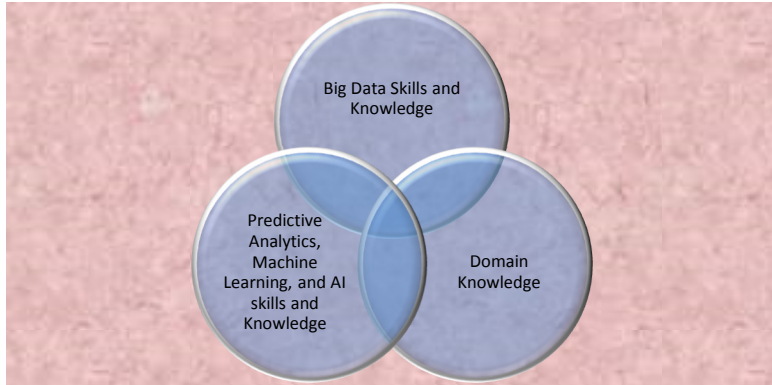 Big Data Skills and
Knowledge
Predictive
Analytics,
Machine
Learning, and AI
skills and
Knowledge
Domain
Knowledge